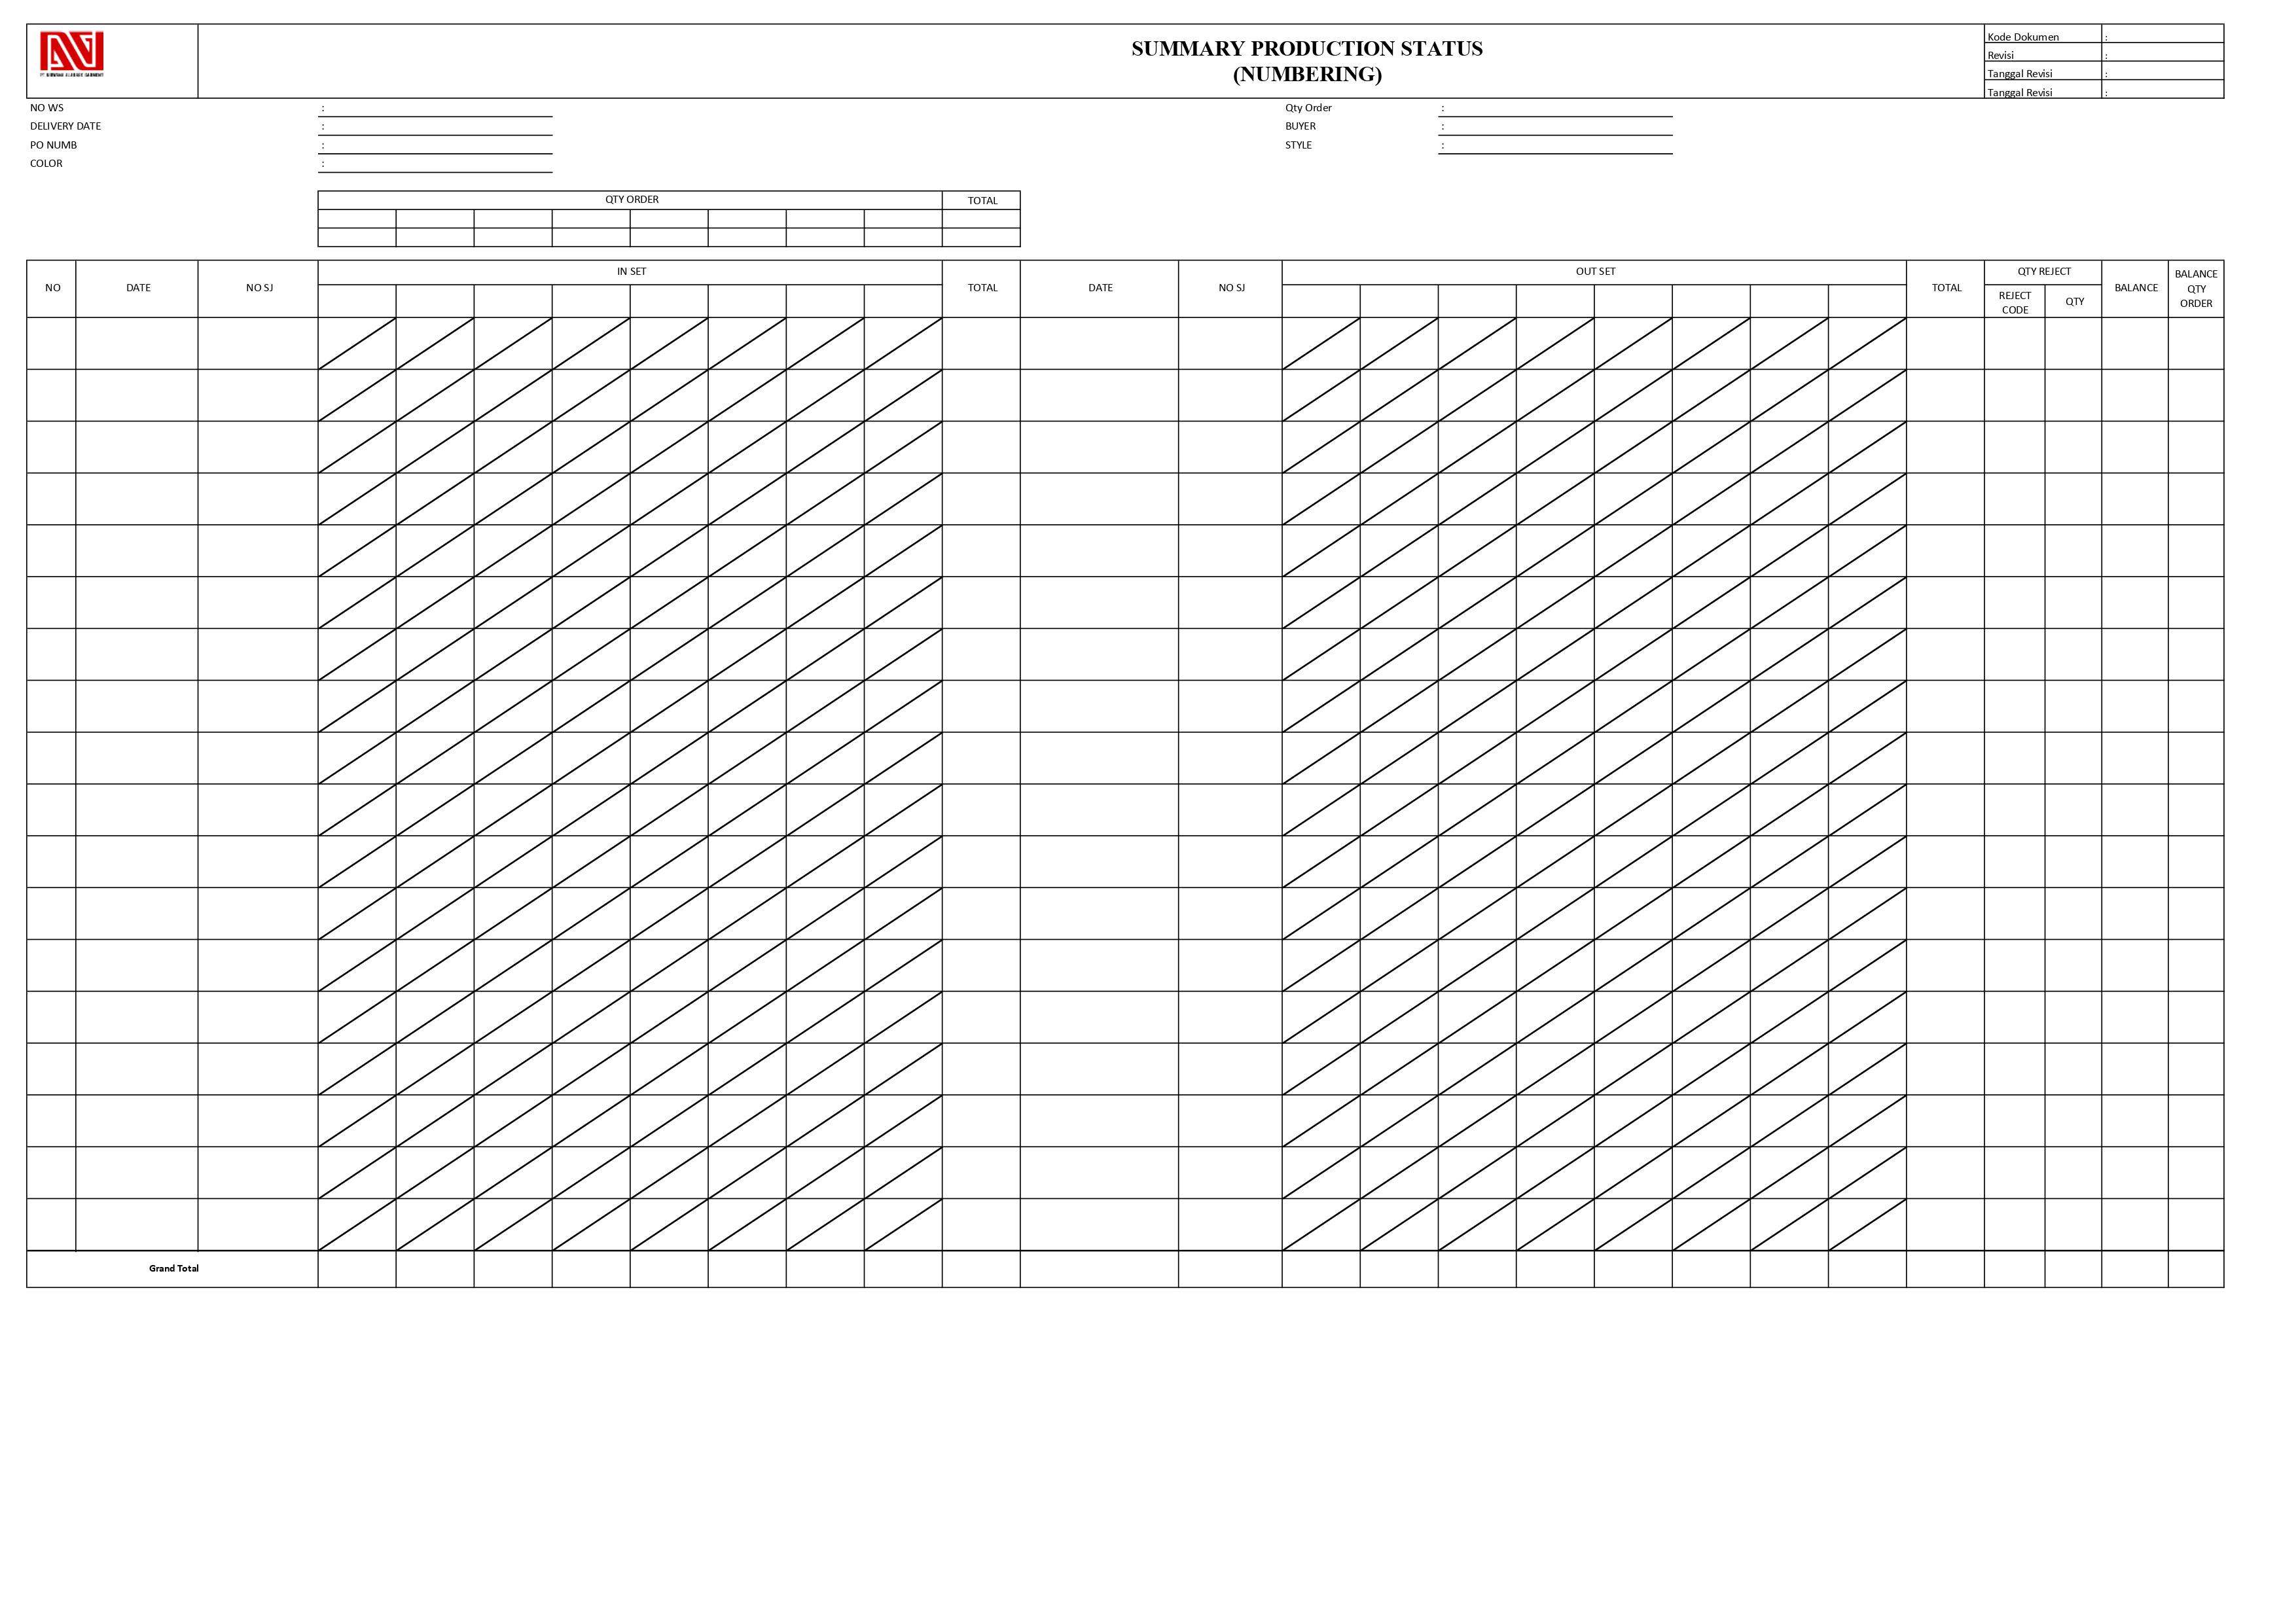 SUMMARY PRODUCTION STATUS
(NUMBERING)
Kode Dokumen :
Revisi :
Tanggal Revisi :
Tanggal Revisi :
NO WS :
DELIVERY DATE :
PO NUMB :
COLOR :
Qty Order :
BUYER :
STYLE :
QTY ORDER TOTAL
NO DATE NO SJ IN SET TOTAL DATE NO SJ OUT SET TOTAL QTY REJECT BALANCE BALANCE
QTY
ORDER
REJECT
CODE
QTY
Grand Total